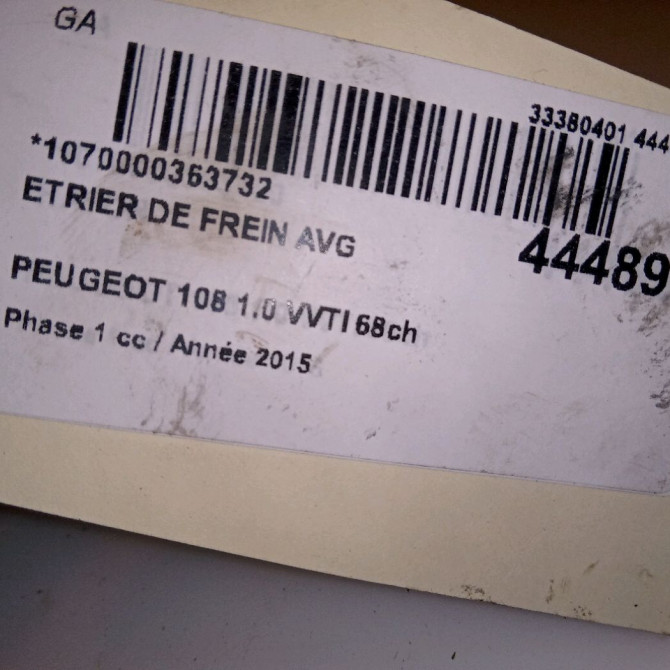 GA
33380401 444
*1070000363732
44489
ETRIER DE FREIN AVG
PEUGEOT 108 1.0 VVTI 68ch
Phase 1 cc / Année 2015